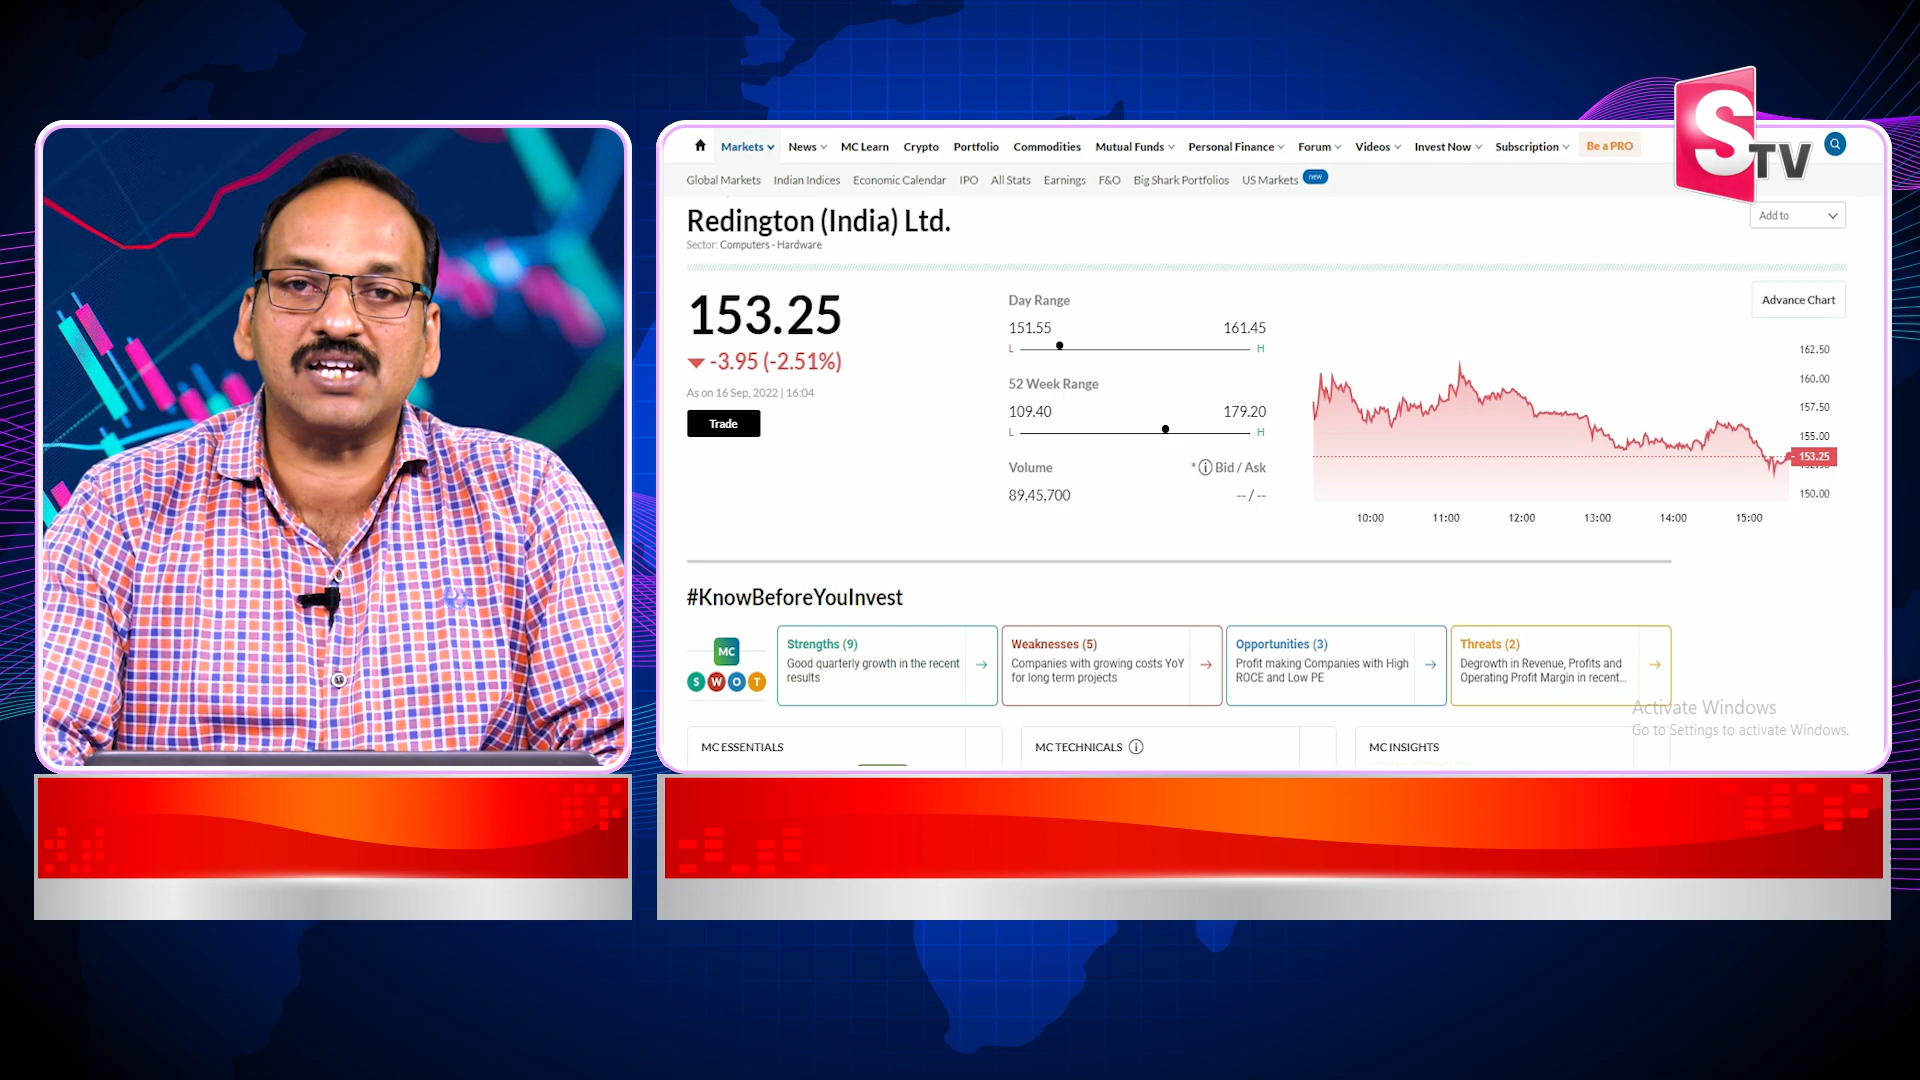 STV
Markets News MC Learn Crypto Portfolio Commodities Mutual Funds Personal Finance Forum Videos Invest Now Subscription Be a PRO
Global Markets Indian Indices Economic Calendar IPO All Stats Earnings F&O Big Shark Portfolios US Markets new
Redington (India) Ltd.
Sector: Computers - Hardware
Add to
153.25
-3.95 (-2.51%)
As on 16 Sep, 2022 | 16:04
Trade
Day Range
151.55 161.45
L H
52 Week Range
109.40 179.20
L H
Volume * i Bid / Ask
89,45,700 -- / --
Advance Chart
162.50
160.00
157.50
155.00
153.25
150.00
10:00 11:00 12:00 13:00 14:00 15:00
#KnowBeforeYouInvest
MC
S W O T
Strengths (9)
Good quarterly growth in the recent
results
Weaknesses (5)
Companies with growing costs YoY
for long term projects
Opportunities (3)
Profit making Companies with High
ROCE and Low PE
Threats (2)
Degrowth in Revenue, Profits and
Operating Profit Margin in recent...
Activate Windows
Go to Settings to activate Windows.
MC ESSENTIALS
MC TECHNICALS i
MC INSIGHTS